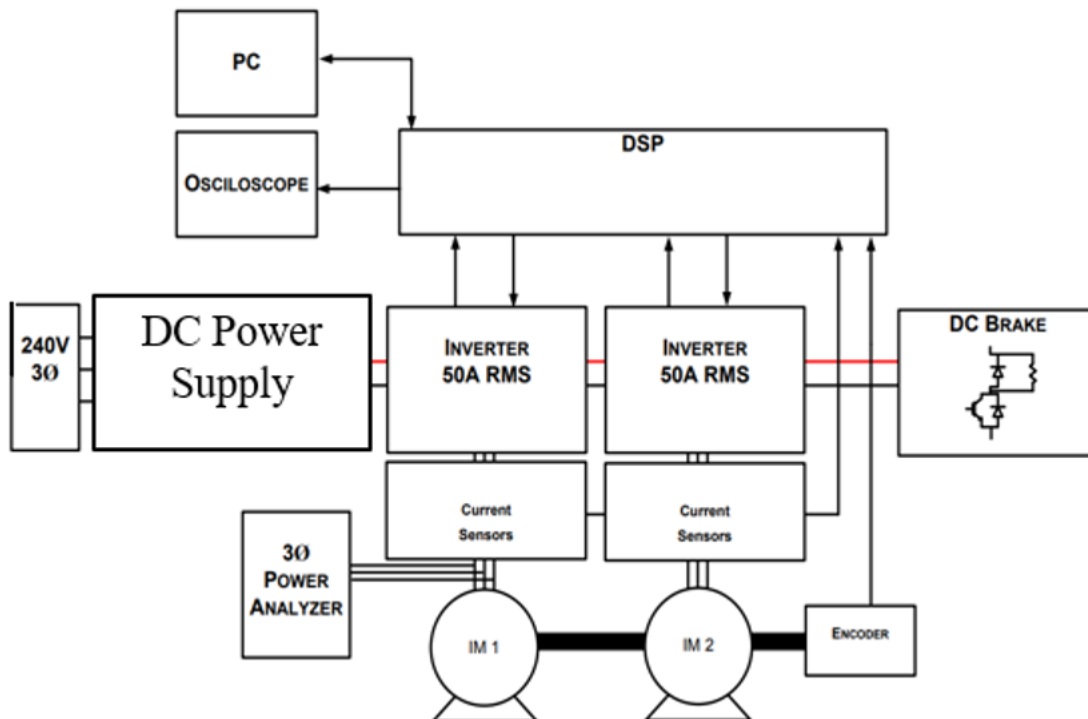 PC
DSP
OSCILOSCOPE
240V
3Ø
DC Power
Supply
INVERTER
50A RMS
INVERTER
50A RMS
DC BRAKE
Current
Sensors
Current
Sensors
3Ø
POWER
ANALYZER
IM 1
IM 2
ENCODER